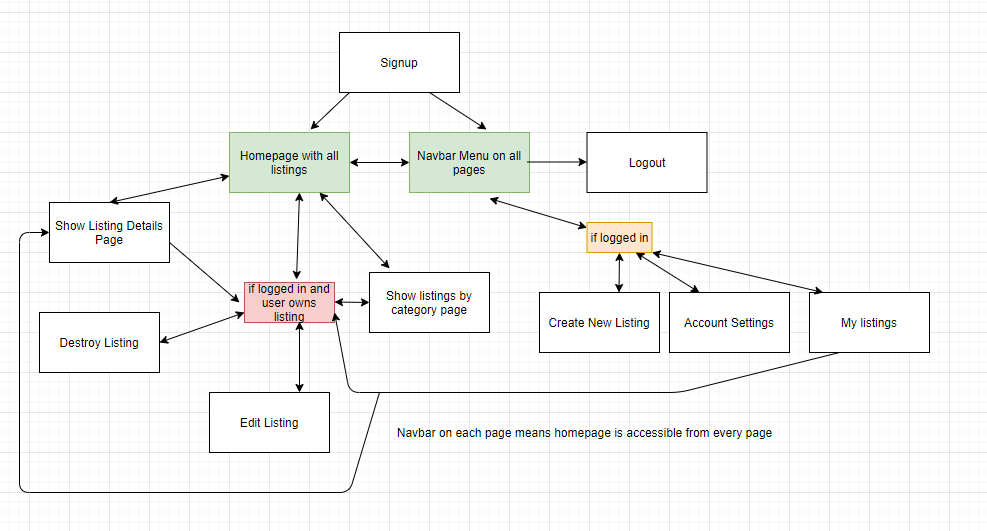 Signup
Homepage with all
listings
Navbar Menu on all
pages
Logout
Show Listing Details
Page
if logged in
if logged in and
user owns
listing
Show listings by
category page
Create New Listing
Account Settings
My listings
Destroy Listing
Edit Listing
Navbar on each page means homepage is accessible from every page